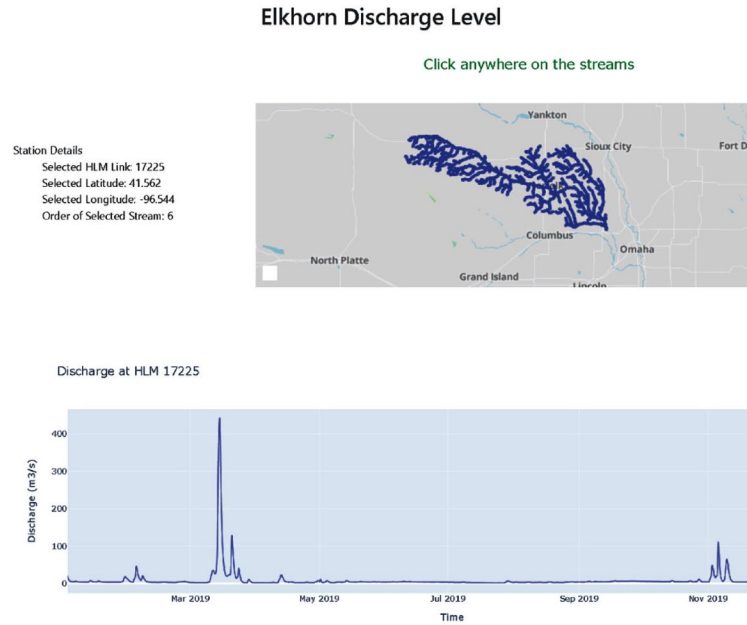 Elkhorn Discharge Level
Click anywhere on the streams
Station Details
Selected HLM Link: 17225
Selected Latitude: 41.562
Selected Longitude: -96.544
Order of Selected Stream: 6
Yankton
Sioux City
Fort D
Columbus
Omaha
North Platte
Grand Island
Lincoln
Discharge at HLM 17225
Discharge (m3/s)
400
300
200
100
0
Mar 2019
May 2019
Jul 2019
Sep 2019
Nov 2019
Time